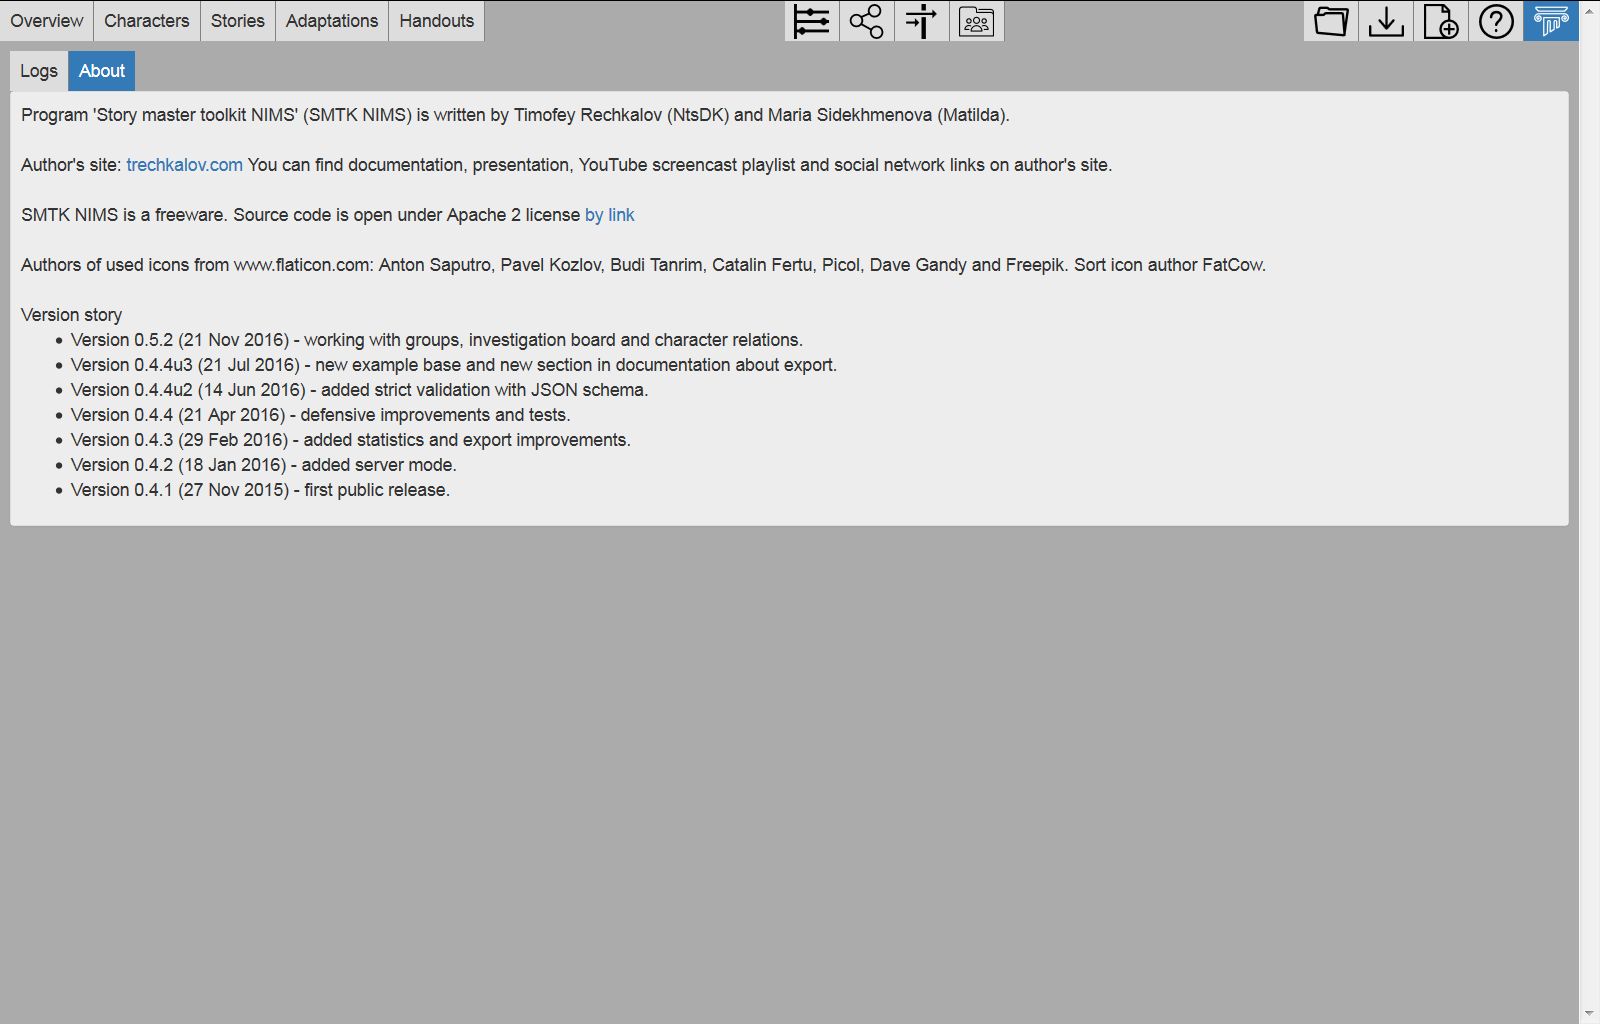 Overview Characters Stories Adaptations Handouts
Logs About
Program 'Story master toolkit NIMS' (SMTK NIMS) is written by Timofey Rechkalov (NtsDK) and Maria Sidekhmenova (Matilda).
Author's site: trechkalov.com You can find documentation, presentation, YouTube screencast playlist and social network links on author's site.
SMTK NIMS is a freeware. Source code is open under Apache 2 license by link
Authors of used icons from www.flaticon.com: Anton Saputro, Pavel Kozlov, Budi Tanrim, Catalin Fertu, Picol, Dave Gandy and Freepik. Sort icon author FatCow.
Version story
• Version 0.5.2 (21 Nov 2016) - working with groups, investigation board and character relations.
• Version 0.4.4u3 (21 Jul 2016) - new example base and new section in documentation about export.
• Version 0.4.4u2 (14 Jun 2016) - added strict validation with JSON schema.
• Version 0.4.4 (21 Apr 2016) - defensive improvements and tests.
• Version 0.4.3 (29 Feb 2016) - added statistics and export improvements.
• Version 0.4.2 (18 Jan 2016) - added server mode.
• Version 0.4.1 (27 Nov 2015) - first public release.